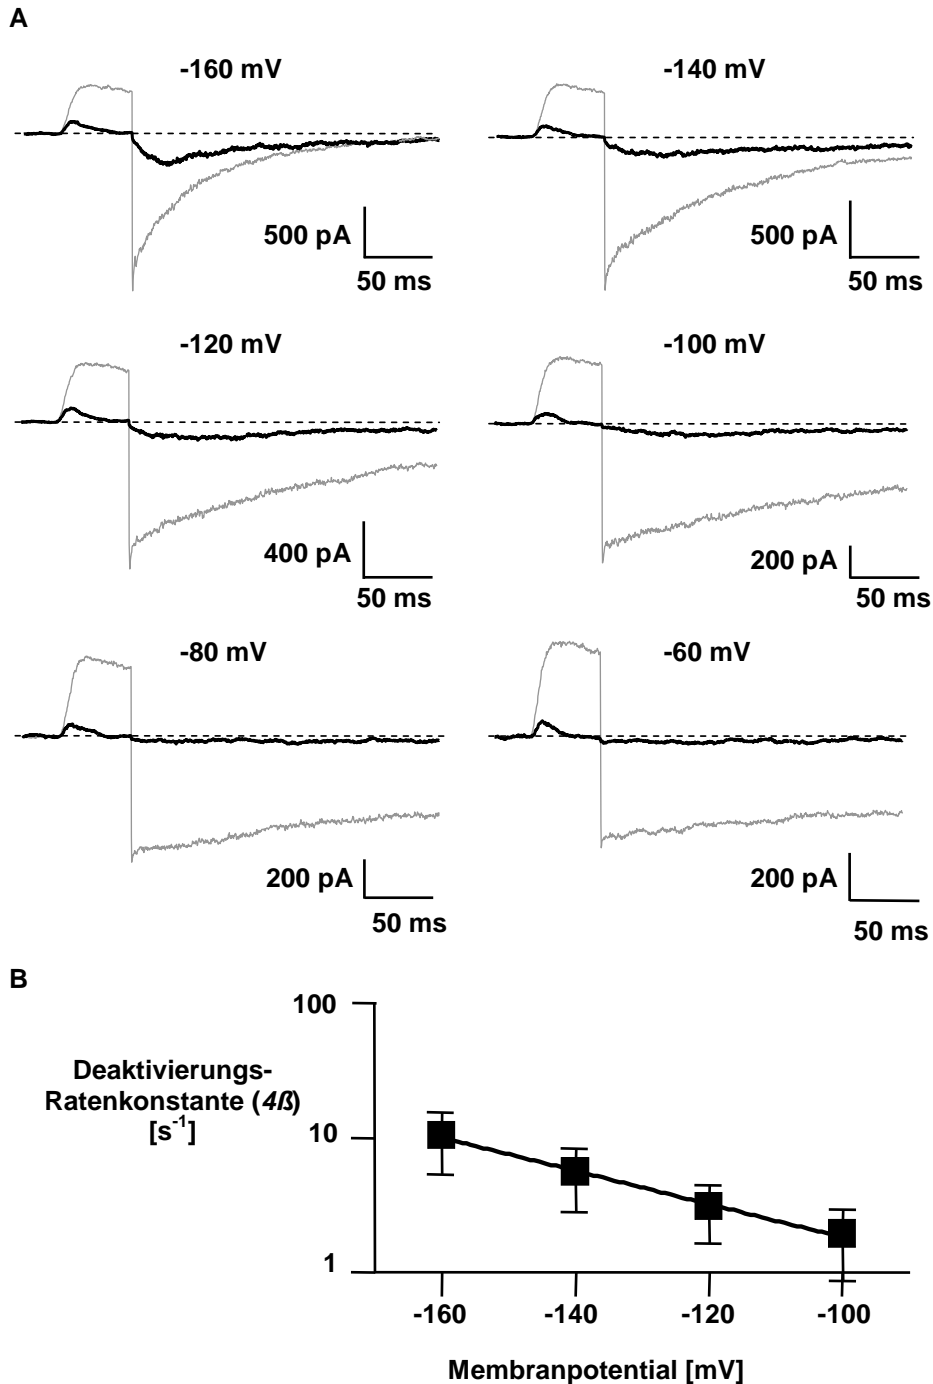 A
-160 mV
-140 mV
500 pA
50 ms
500 pA
50 ms
-120 mV
-100 mV
400 pA
50 ms
200 pA
50 ms
-80 mV
-60 mV
200 pA
50 ms
200 pA
50 ms
B
100
10
1
Deaktivierungs-
Ratenkonstante (4ß)
[s⁻¹]
-160
-140
-120
-100
Membranpotential [mV]